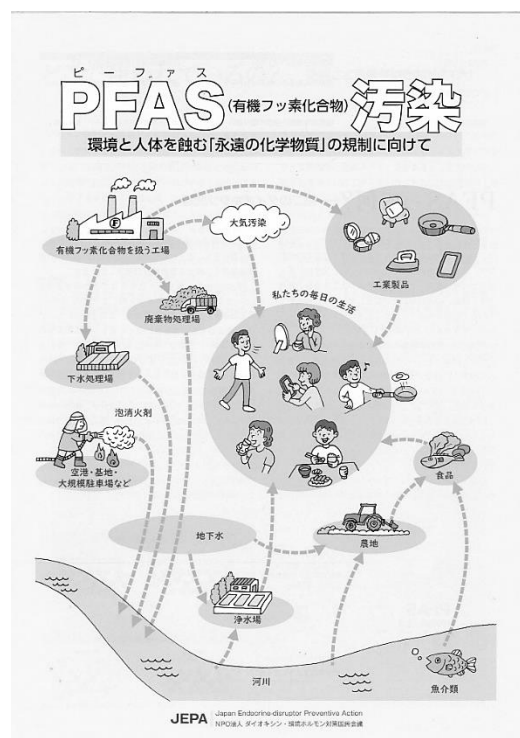 ピーファス
PFAS(有機フッ素化合物)汚染
環境と人体を蝕む「永遠の化学物質」の規制に向けて
F
有機フッ素化合物を扱う工場
大気汚染
工業製品
廃棄物処理場
私たちの毎日の生活
下水処理場
泡消火剤
空港・基地・
大規模駐車場など
食品
地下水
農地
浄水場
河川
魚介類
JEPA
Japan Endocrine-disruptor Preventive Action
NPO法人 ダイオキシン・環境ホルモン対策国民会議